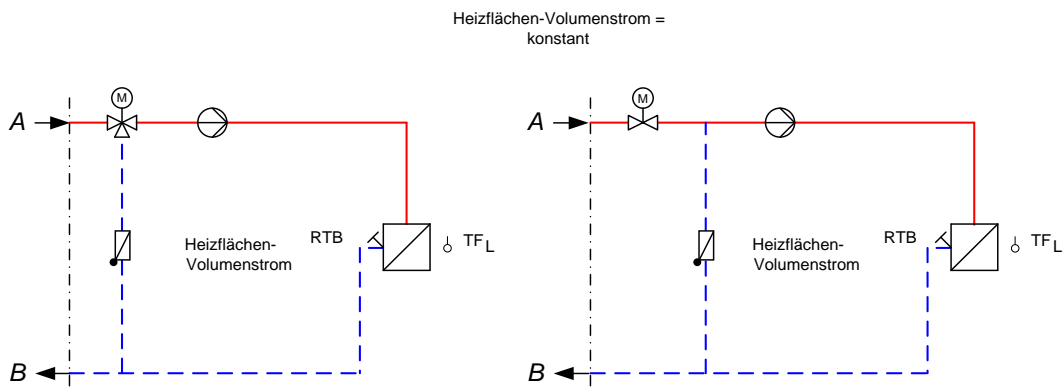 Heizflächen-Volumenstrom =
konstant
M
M
A
A
RTB
Heizflächen-
Volumenstrom
TF L
RTB
Heizflächen-
Volumenstrom
TF L
B
B